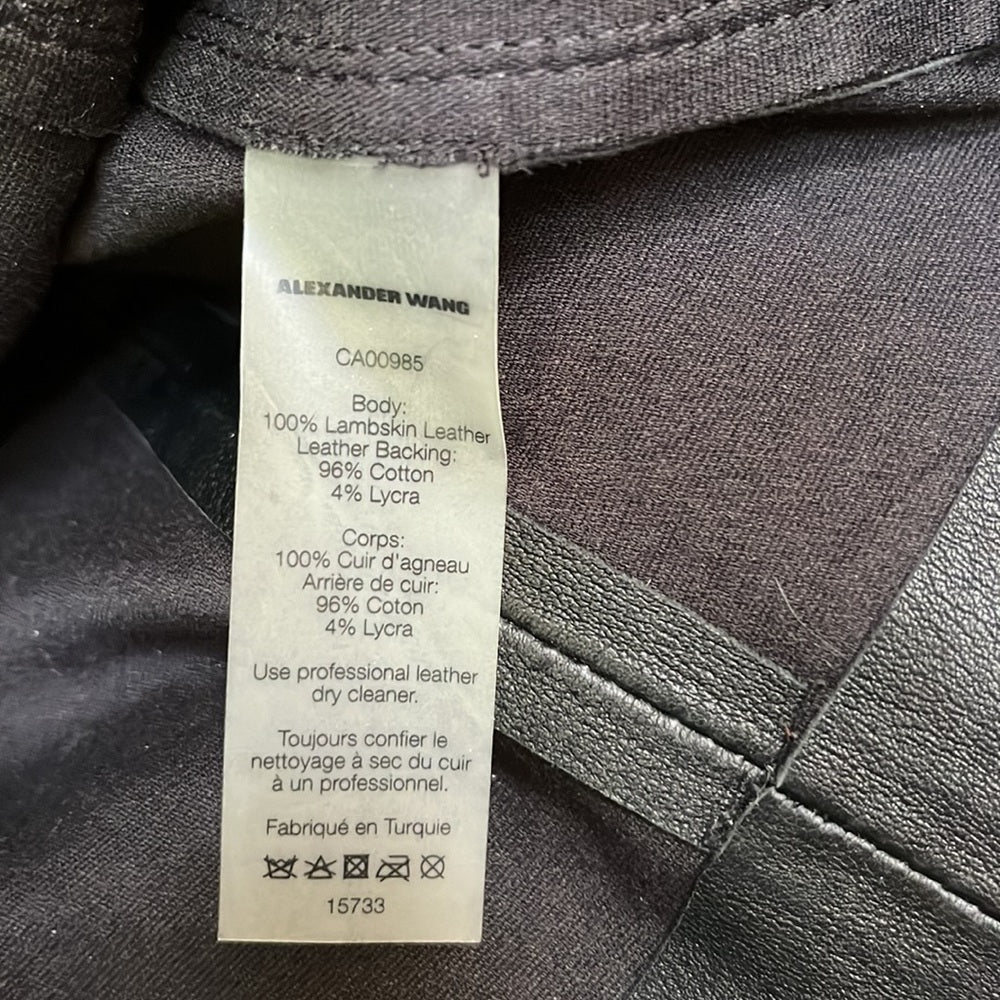 ALEXANDER WANG
CA00985
Body:
100% Lambskin Leather
Leather Backing:
96% Cotton
4% Lycra
Corps:
100% Cuir d'agneau
Arrière de cuir:
96% Coton
4% Lycra
Use professional leather
dry cleaner.
Toujours confier le
nettoyage à sec du cuir
à un professionnel.
Fabriqué en Turquie
15733